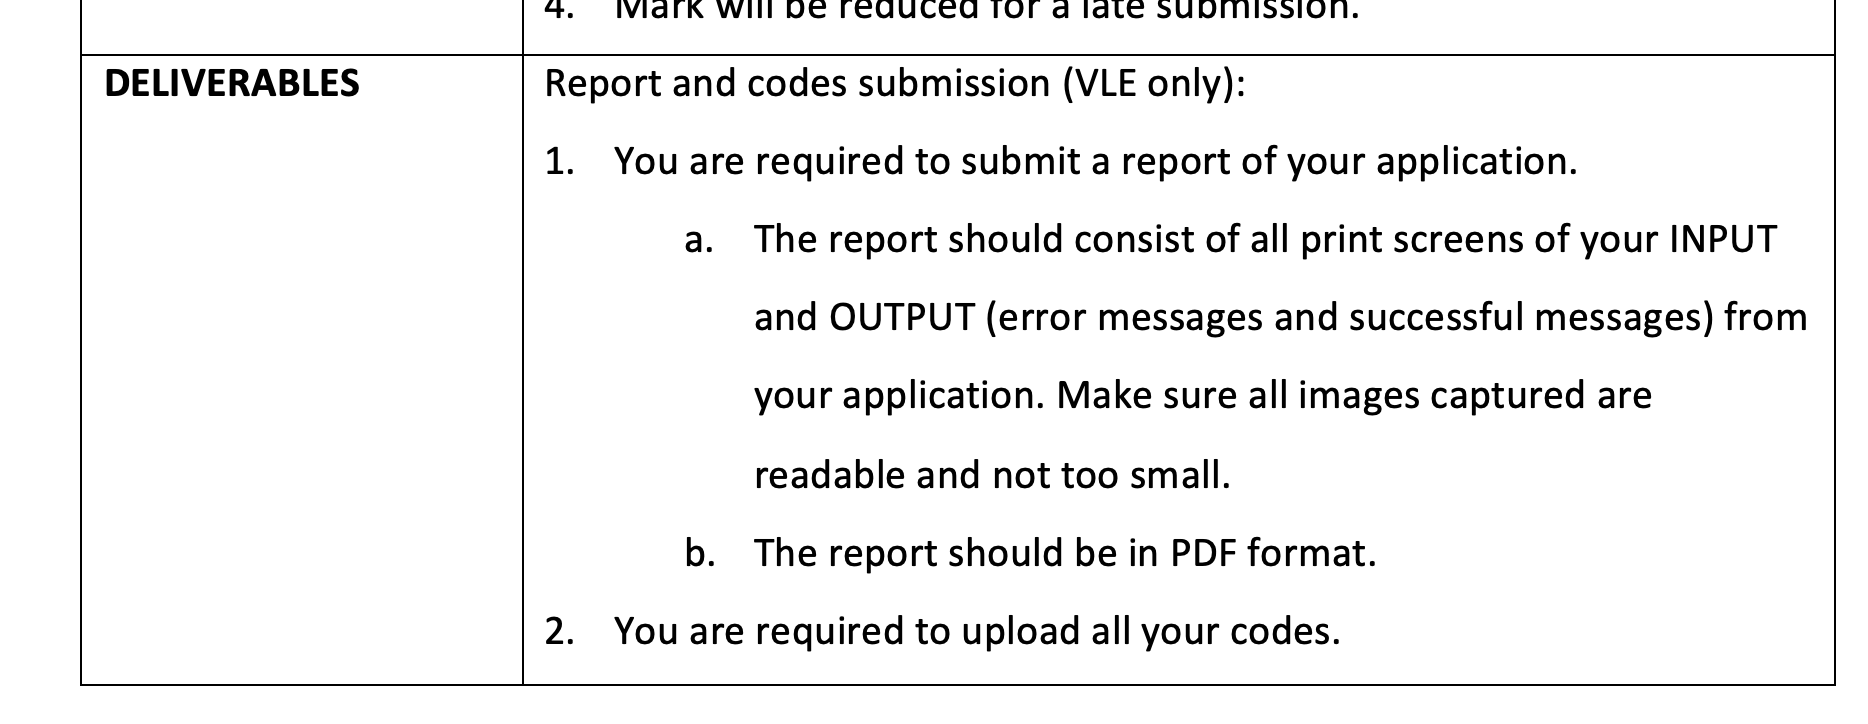 4. Mark will be reduced for a late submission.
DELIVERABLES
Report and codes submission (VLE only):
1. You are required to submit a report of your application.
a. The report should consist of all print screens of your INPUT
and OUTPUT (error messages and successful messages) from
your application. Make sure all images captured are
readable and not too small.
b. The report should be in PDF format.
2. You are required to upload all your codes.